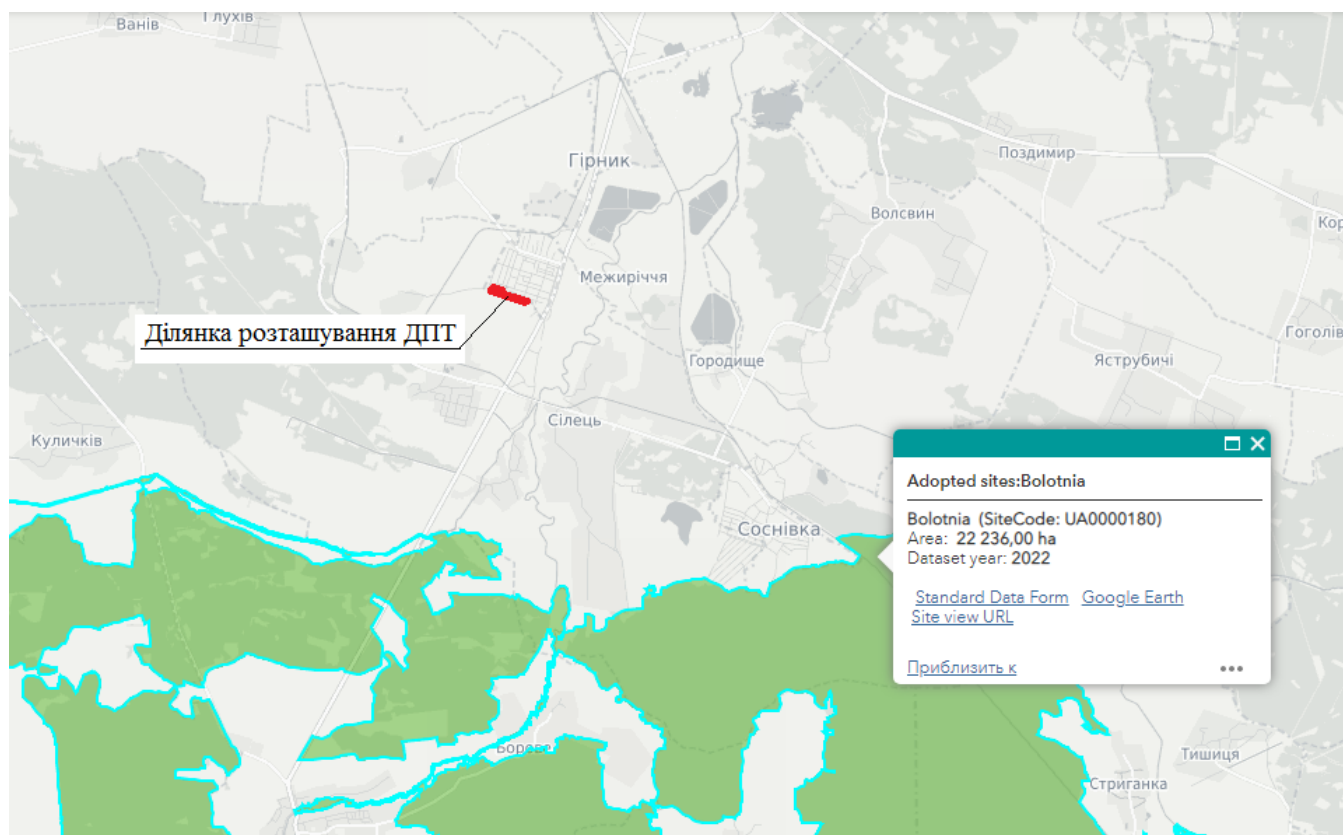 Ванів
Глухів
Гірник
Поздимир
Волсвин
Кор
Межиріччя
Ділянка розташування ДПТ
Городище
Гоголів
Яструбичі
Сілець
Куличків
Соснівка
Adopted sites:Bolotnia
Bolotnia (SiteCode: UA0000180)
Area: 22 236,00 ha
Dataset year: 2022
Standard Data Form Google Earth
Site view URL
Приблизить к
Борове
Тишиця
Стриганка